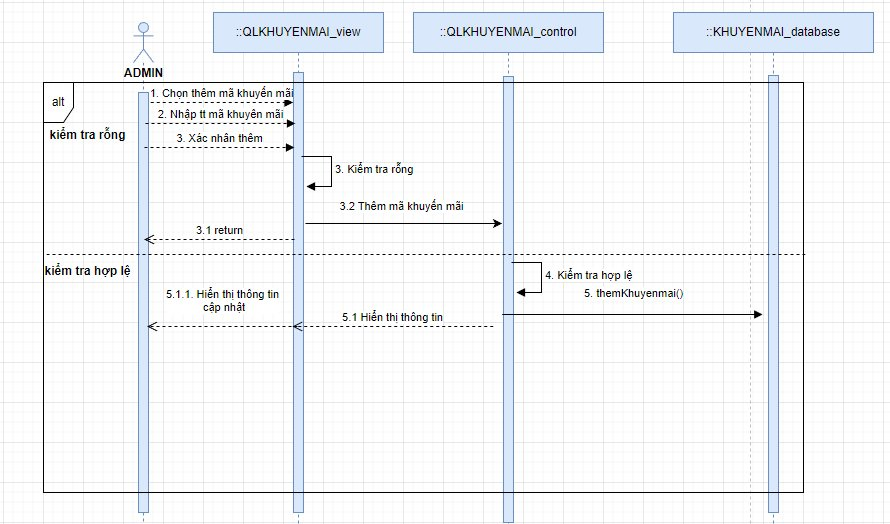 ::QLKHUYENMAI_view
::QLKHUYENMAI_control
::KHUYENMAI_database
ADMIN
alt
1. Chọn thêm mã khuyến mãi
2. Nhập tt mã khuyên mãi
kiểm tra rỗng
3. Xác nhân thêm
3. Kiểm tra rỗng
3.2 Thêm mã khuyến mãi
3.1 return
kiểm tra hợp lệ
4. Kiểm tra hợp lệ
5. themKhuyenmai()
5.1.1. Hiển thị thông tin
cập nhật
5.1 Hiển thị thông tin